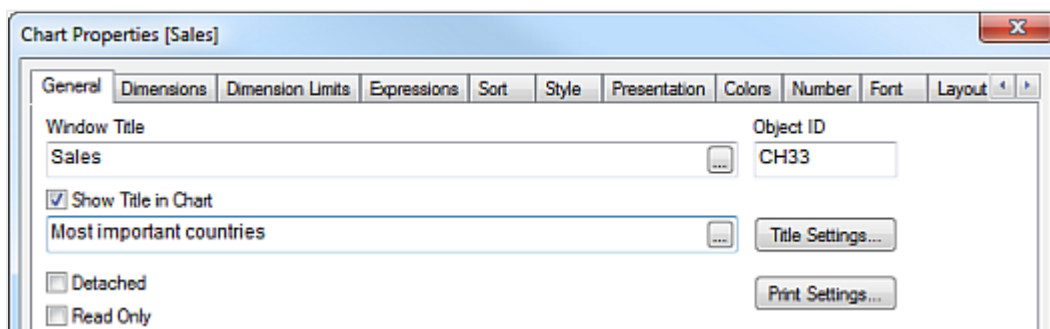 Chart Properties [Sales]
General Dimensions Dimension Limits Expressions Sort Style Presentation Colors Number Font Layout
Window Title Object ID
Sales ... CH33
Show Title in Chart
Most important countries ... Title Settings...
Detached
Print Settings...
Read Only